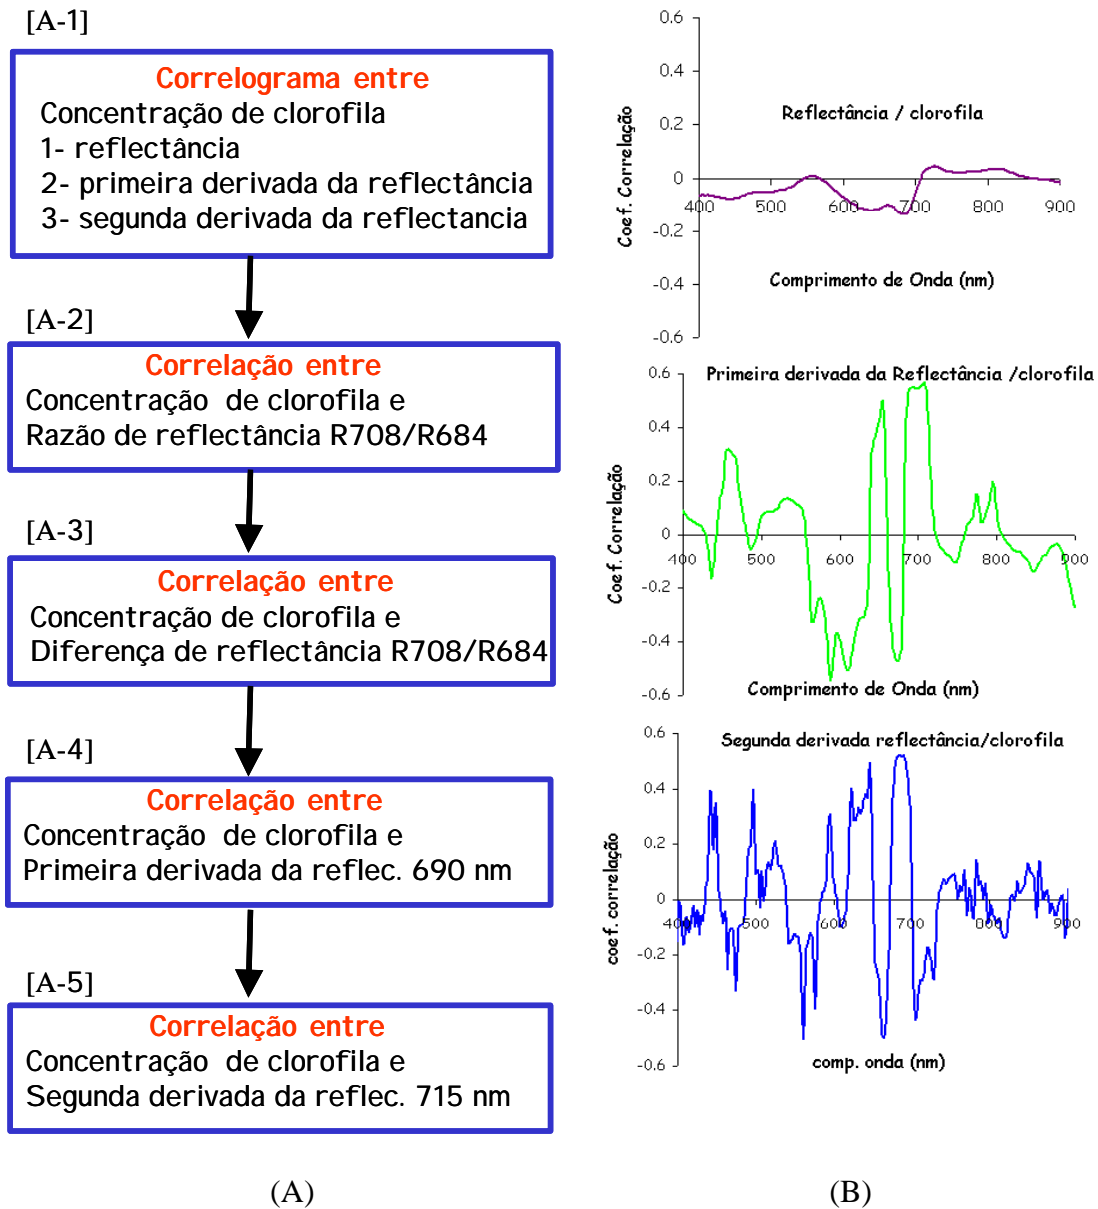 [A-1]
Correlograma entre
Concentração de clorofila
1- reflectância
2- primeira derivada da reflectância
3- segunda derivada da reflectancia
[A-2]
Correlação entre
Concentração de clorofila e
Razão de reflectância R708/R684
[A-3]
Correlação entre
Concentração de clorofila e
Diferença de reflectância R708/R684
[A-4]
Correlação entre
Concentração de clorofila e
Primeira derivada da reflec. 690 nm
[A-5]
Correlação entre
Concentração de clorofila e
Segunda derivada da reflec. 715 nm
(A)
Reflectância / clorofila
Coef. Correlação
0.6
0.4
0.2
0
-0.2
-0.4
-0.6
400 500 600 700 800 900
Comprimento de Onda (nm)
Primeira derivada da Reflectância /clorofila
Coef. Correlação
0.6
0.4
0.2
0
-0.2
-0.4
-0.6
400 500 600 700 800 900
Comprimento de Onda (nm)
Segunda derivada reflectância/clorofila
coef. correlação
0.6
0.4
0.2
0
-0.2
-0.4
-0.6
400 500 600 700 800 900
comp. onda (nm)
(B)